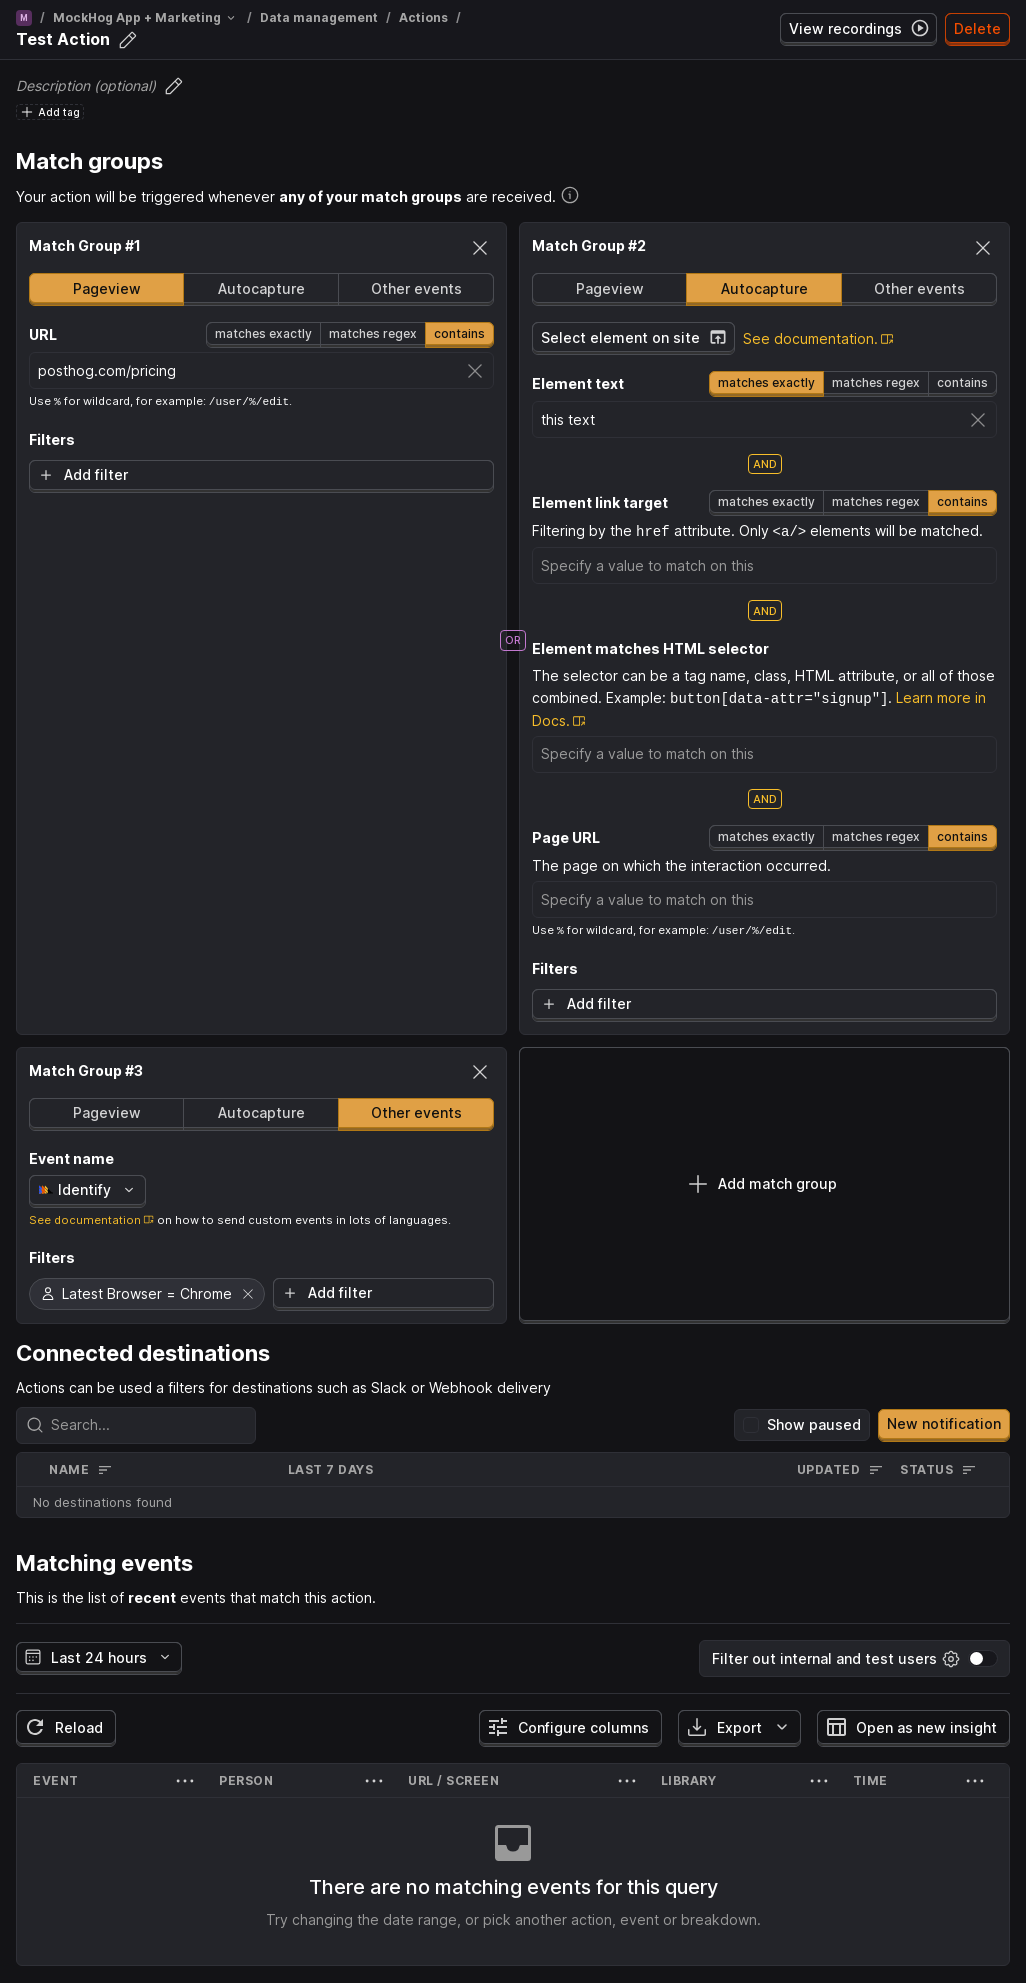 M / MockHog App + Marketing / Data management / Actions /
Test Action
View recordings
Delete
Description (optional)
Add tag
Match groups
Your action will be triggered whenever any of your match groups are received.
Match Group #1
Pageview Autocapture Other events
URL matches exactly matches regex contains
posthog.com/pricing
Use % for wildcard, for example: /user/%/edit.
Filters
Add filter
OR
Match Group #2
Pageview Autocapture Other events
Select element on site See documentation.
Element text matches exactly matches regex contains
this text
AND
Element link target matches exactly matches regex contains
Filtering by the href attribute. Only <a/> elements will be matched.
Specify a value to match on this
AND
Element matches HTML selector
The selector can be a tag name, class, HTML attribute, or all of those
combined. Example: button[data-attr="signup"]. Learn more in
Docs.
Specify a value to match on this
AND
Page URL matches exactly matches regex contains
The page on which the interaction occurred.
Specify a value to match on this
Use % for wildcard, for example: /user/%/edit.
Filters
Add filter
Match Group #3
Pageview Autocapture Other events
Event name
Identify
See documentation on how to send custom events in lots of languages.
Filters
Latest Browser = Chrome Add filter
Add match group
Connected destinations
Actions can be used a filters for destinations such as Slack or Webhook delivery
Search... Show paused New notification
NAME LAST 7 DAYS UPDATED STATUS
No destinations found
Matching events
This is the list of recent events that match this action.
Last 24 hours Filter out internal and test users
Reload Configure columns Export Open as new insight
EVENT PERSON URL / SCREEN LIBRARY TIME
There are no matching events for this query
Try changing the date range, or pick another action, event or breakdown.